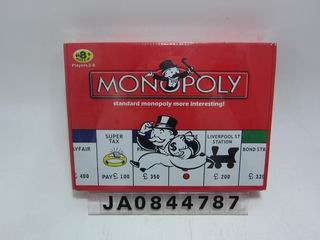 8+
Players 2-8
MONOPOLY
standard monopoly more interesting!
YFAIR
SUPER TAX
LIVERPOOL ST STATION
BOND STR
£ 400
PAY £ 100
£ 350
£ 200
£ 320
JA0844787